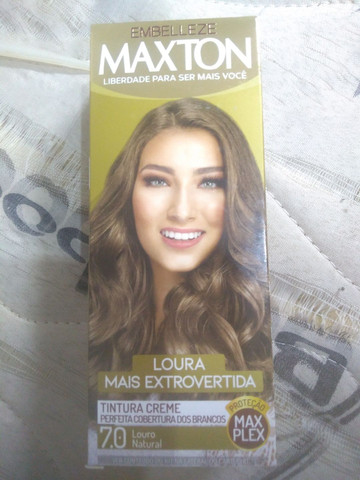 EMBELLEZE
MAXTON
LIBERDADE PARA SER MAIS VOCÊ
LOURA
MAIS EXTROVERTIDA
TINTURA CREME
PERFEITA COBERTURA DOS BRANCOS
7.0 Louro
Natural
PROTEÇÃO
MAX
PLEX